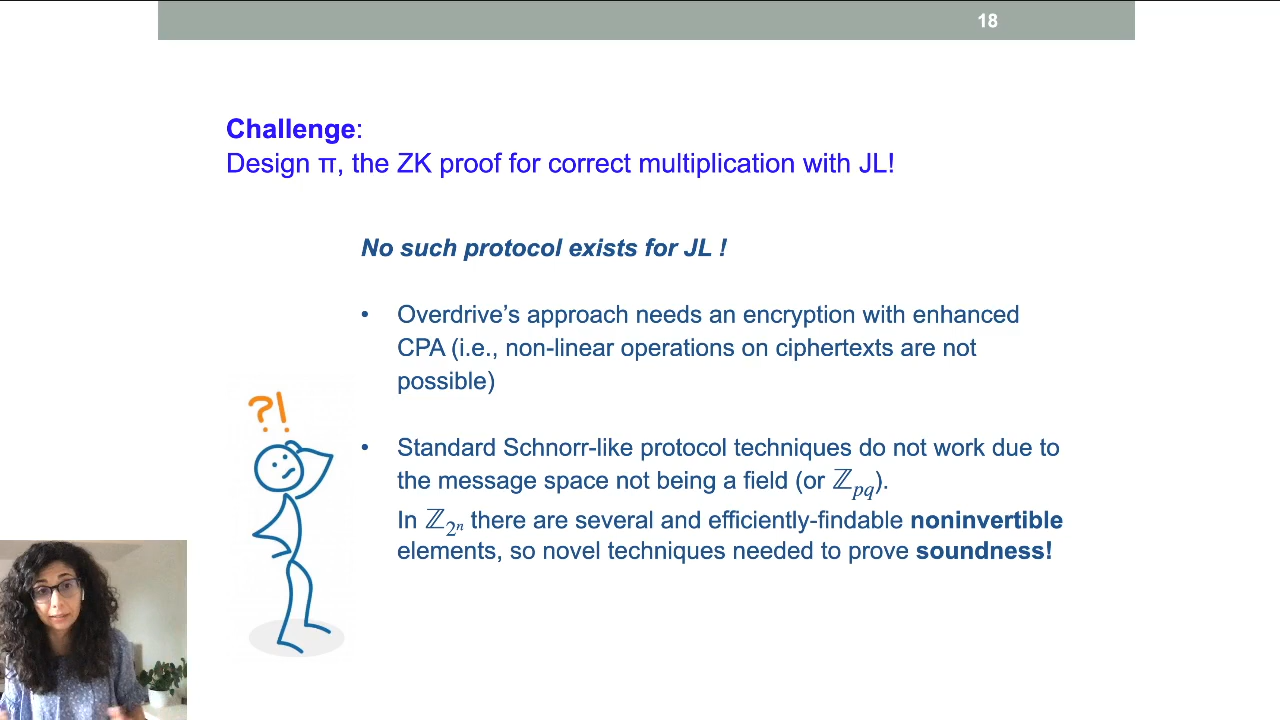 18
Challenge:
Design π, the ZK proof for correct multiplication with JL!
No such protocol exists for JL !
• Overdrive's approach needs an encryption with enhanced
CPA (i.e., non-linear operations on ciphertexts are not
possible)
?!
• Standard Schnorr-like protocol techniques do not work due to
the message space not being a field (or ℤ_pq).
In ℤ_2ⁿ there are several and efficiently-findable noninvertible
elements, so novel techniques needed to prove soundness!